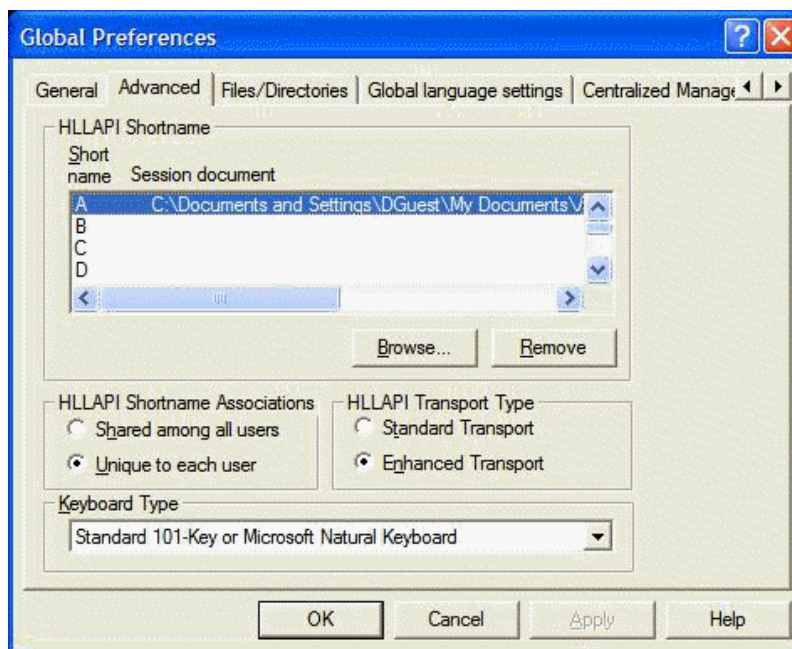 Global Preferences
General Advanced Files/Directories Global language settings Centralized Manage
HLLAPI Shortname
Short
name Session document
A C:\Documents and Settings\DGuest\My Documents\
B
C
D
Browse... Remove
HLLAPI Shortname Associations HLLAPI Transport Type
Shared among all users Standard Transport
Unique to each user Enhanced Transport
Keyboard Type
Standard 101-Key or Microsoft Natural Keyboard
OK Cancel Apply Help